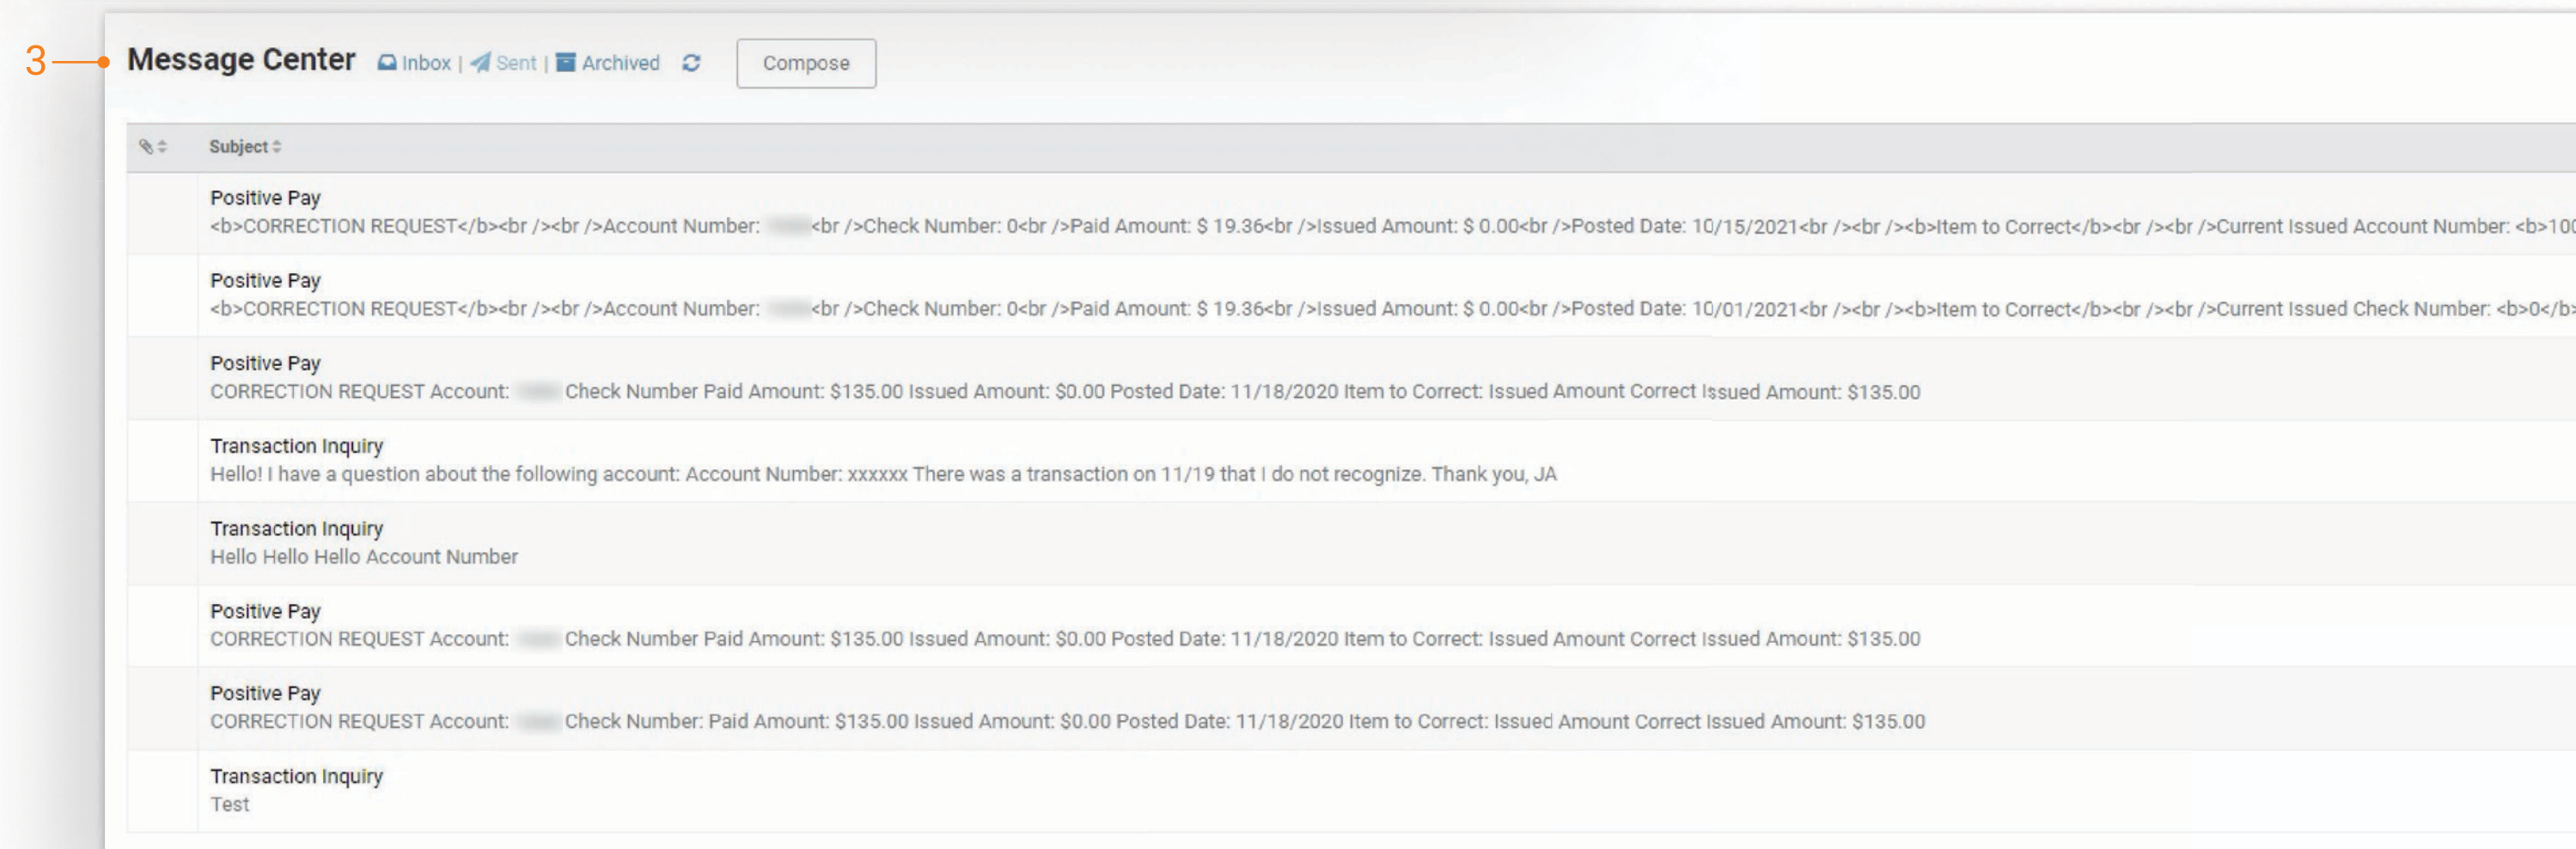 3
Message Center Inbox | Sent | Archived Compose
Subject
Positive Pay
<b>CORRECTION REQUEST</b><br /><br />Account Number: <br />Check Number: 0<br />Paid Amount: $ 19.36<br />Issued Amount: $ 0.00<br />Posted Date: 10/15/2021<br /><br /><b>Item to Correct</b><br /><br />Current Issued Account Number: <b>100
Positive Pay
<b>CORRECTION REQUEST</b><br /><br />Account Number: <br />Check Number: 0<br />Paid Amount: $ 19.36<br />Issued Amount: $ 0.00<br />Posted Date: 10/01/2021<br /><br /><b>Item to Correct</b><br /><br />Current Issued Check Number: <b>0</b>
Positive Pay
CORRECTION REQUEST Account: Check Number Paid Amount: $135.00 Issued Amount: $0.00 Posted Date: 11/18/2020 Item to Correct: Issued Amount Correct Issued Amount: $135.00
Transaction Inquiry
Hello! I have a question about the following account: Account Number: xxxxxx There was a transaction on 11/19 that I do not recognize. Thank you, JA
Transaction Inquiry
Hello Hello Hello Account Number
Positive Pay
CORRECTION REQUEST Account: Check Number Paid Amount: $135.00 Issued Amount: $0.00 Posted Date: 11/18/2020 Item to Correct: Issued Amount Correct Issued Amount: $135.00
Positive Pay
CORRECTION REQUEST Account: Check Number: Paid Amount: $135.00 Issued Amount: $0.00 Posted Date: 11/18/2020 Item to Correct: Issued Amount Correct Issued Amount: $135.00
Transaction Inquiry
Test